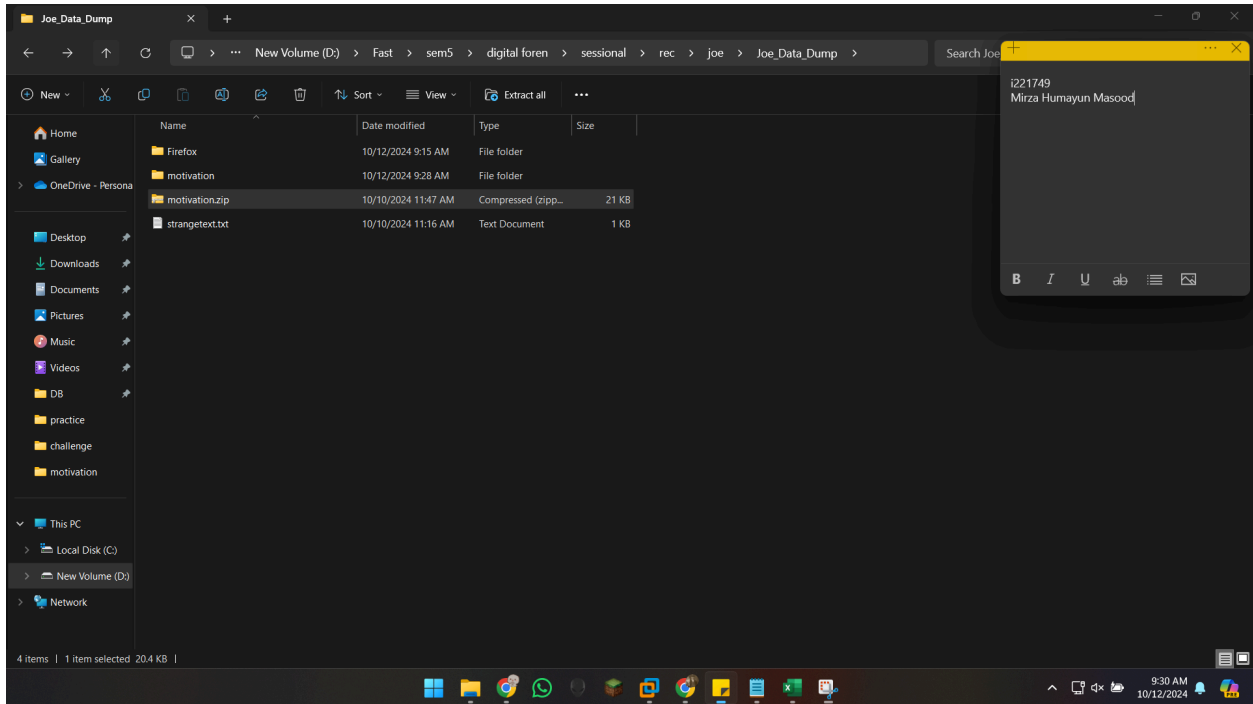 Joe_Data_Dump
New Volume (D:) > Fast > sem5 > digital foren > sessional > rec > joe > Joe_Data_Dump >
Search Joe
New
Sort
View
Extract all
Name Date modified Type Size
Firefox 10/12/2024 9:15 AM File folder
motivation 10/12/2024 9:28 AM File folder
motivation.zip 10/10/2024 11:47 AM Compressed (zipp... 21 KB
strangetext.txt 10/10/2024 11:16 AM Text Document 1 KB
Home
Gallery
OneDrive - Persona
Desktop
Downloads
Documents
Pictures
Music
Videos
DB
practice
challenge
motivation
This PC
Local Disk (C:)
New Volume (D:)
Network
4 items | 1 item selected 20.4 KB |
i221749
Mirza Humayun Masood
B I U ab
9:30 AM
10/12/2024
PRE